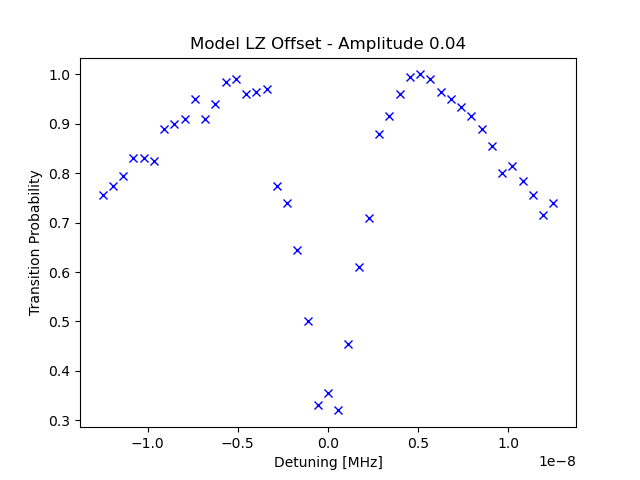 Model LZ Offset - Amplitude 0.04
1.0
0.9
0.8
0.7
0.6
0.5
0.4
0.3
Transition Probability
−1.0 −0.5 0.0 0.5 1.0
1e−8
Detuning [MHz]